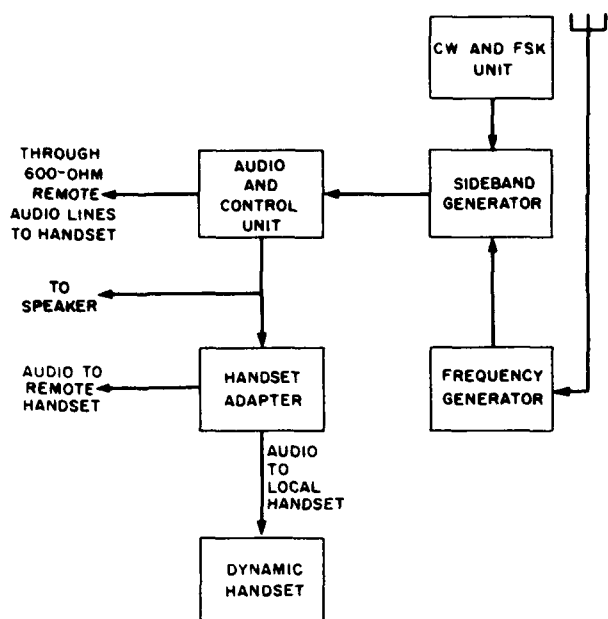 CW AND FSK
UNIT
THROUGH
600-OHM
REMOTE
AUDIO LINES
TO HANDSET
AUDIO
AND
CONTROL
UNIT
SIDEBAND
GENERATOR
TO
SPEAKER
AUDIO TO
REMOTE
HANDSET
HANDSET
ADAPTER
FREQUENCY
GENERATOR
AUDIO
TO
LOCAL
HANDSET
DYNAMIC
HANDSET